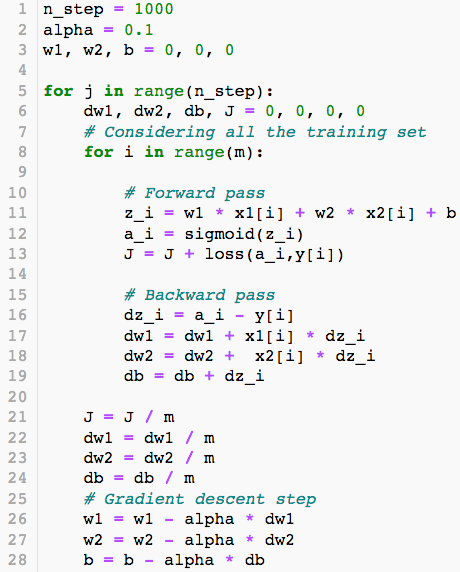 1 n_step = 1000
2 alpha = 0.1
3 w1, w2, b = 0, 0, 0
4
5 for j in range(n_step):
6     dw1, dw2, db, J = 0, 0, 0, 0
7     # Considering all the training set
8     for i in range(m):
9
10         # Forward pass
11         z_i = w1 * x1[i] + w2 * x2[i] + b
12         a_i = sigmoid(z_i)
13         J = J + loss(a_i,y[i])
14
15         # Backward pass
16         dz_i = a_i - y[i]
17         dw1 = dw1 + x1[i] * dz_i
18         dw2 = dw2 +  x2[i] * dz_i
19         db = db + dz_i
20
21     J = J / m
22     dw1 = dw1 / m
23     dw2 = dw2 / m
24     db = db / m
25     # Gradient descent step
26     w1 = w1 - alpha * dw1
27     w2 = w2 - alpha * dw2
28     b = b - alpha * db